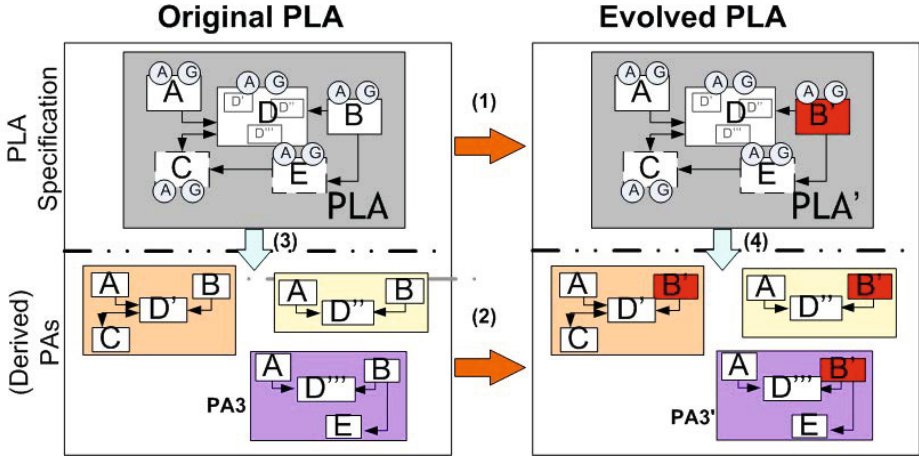 Original PLA
Evolved PLA
PLA Specification
(Derived) PAs
A G
A
A G
D
D'
D''
D'''
A G
B
C
A G
A G
E
PLA
(1)
A G
A
A G
D
D'
D''
D'''
A G
B'
C
A G
A G
E
PLA'
(3)
(4)
A
B
D'
C
A
B
D''
(2)
A
B'
D'
C
A
B'
D''
PA3
A
B
D'''
E
PA3'
A
B'
D'''
E